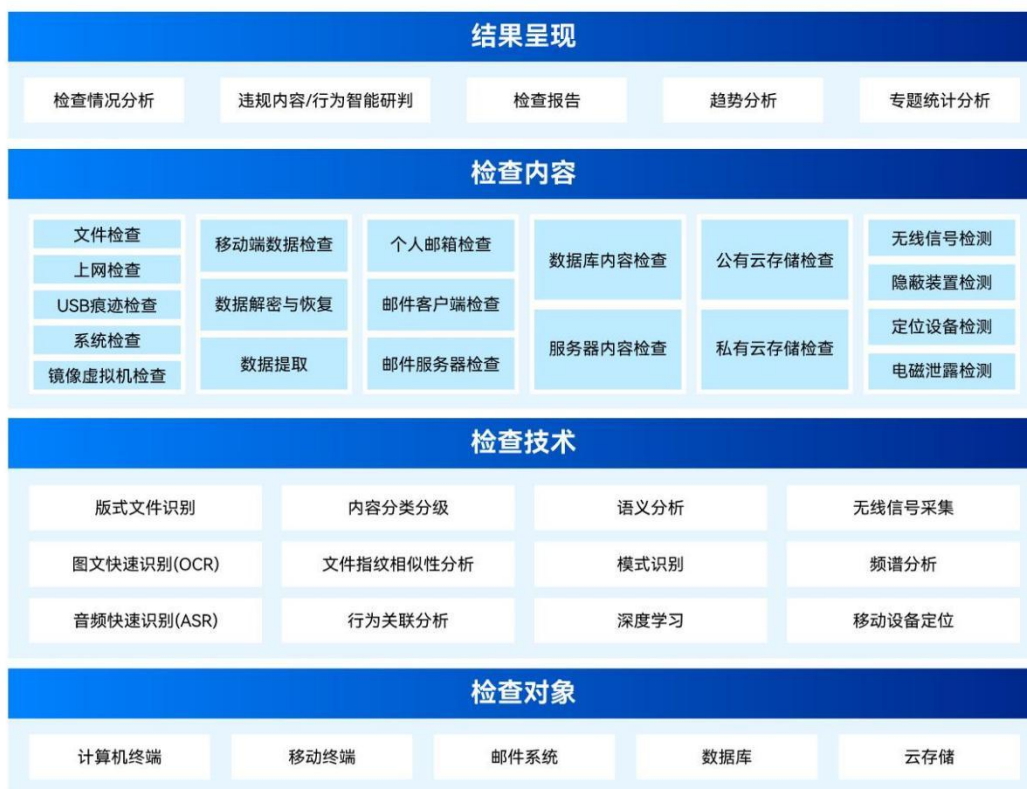 结果呈现
检查情况分析
违规内容/行为智能研判
检查报告
趋势分析
专题统计分析
检查内容
文件检查
上网检查
USB痕迹检查
系统检查
镜像虚拟机检查
移动端数据检查
数据解密与恢复
数据提取
个人邮箱检查
邮件客户端检查
邮件服务器检查
数据库内容检查
服务器内容检查
公有云存储检查
私有云存储检查
无线信号检测
隐蔽装置检测
定位设备检测
电磁泄露检测
检查技术
版式文件识别
内容分类分级
语义分析
无线信号采集
图文快速识别(OCR)
文件指纹相似性分析
模式识别
频谱分析
音频快速识别(ASR)
行为关联分析
深度学习
移动设备定位
检查对象
计算机终端
移动终端
邮件系统
数据库
云存储